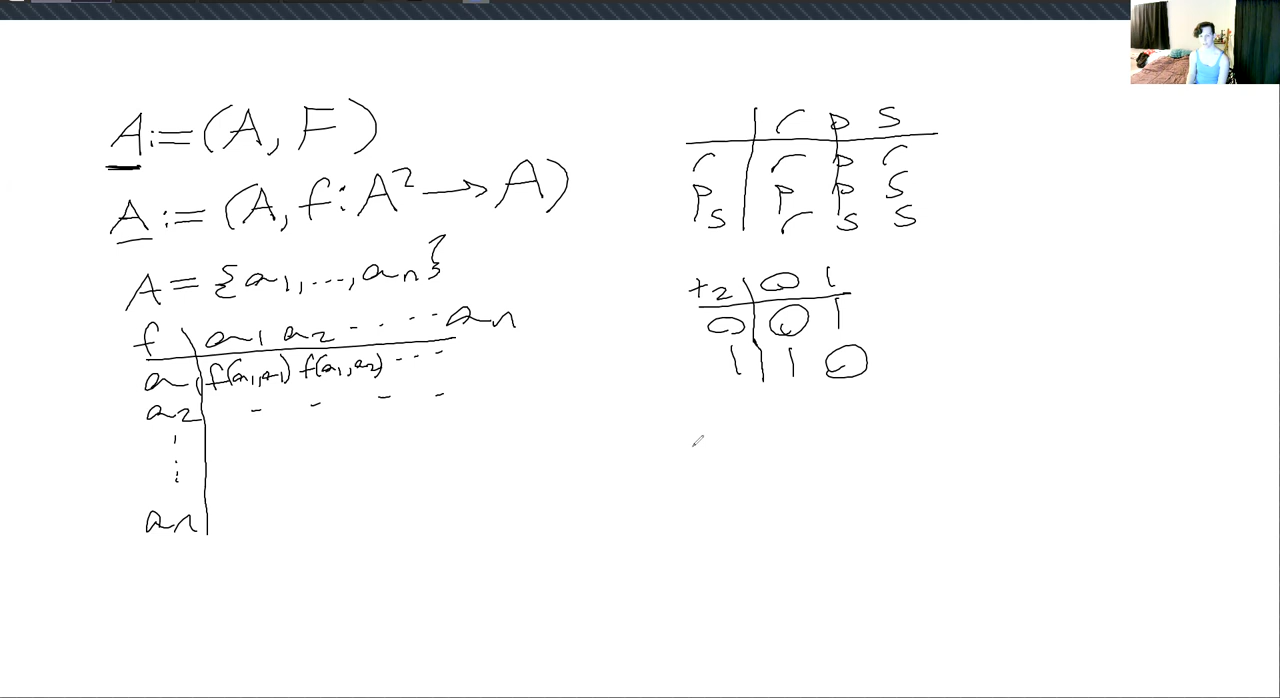 A := (A, F)
A := (A, f: A² → A)
A = {a₁, ..., aₙ}
f | a₁ a₂ ···· aₙ
a₁ | f(a₁,a₁) f(a₁,a₂) ···
a₂ | - - - -
⋮
aₙ |
| r p s
r | r p r
p | p p s
s | r s s
+₂ | 0 1
0 | 0 1
1 | 1 0